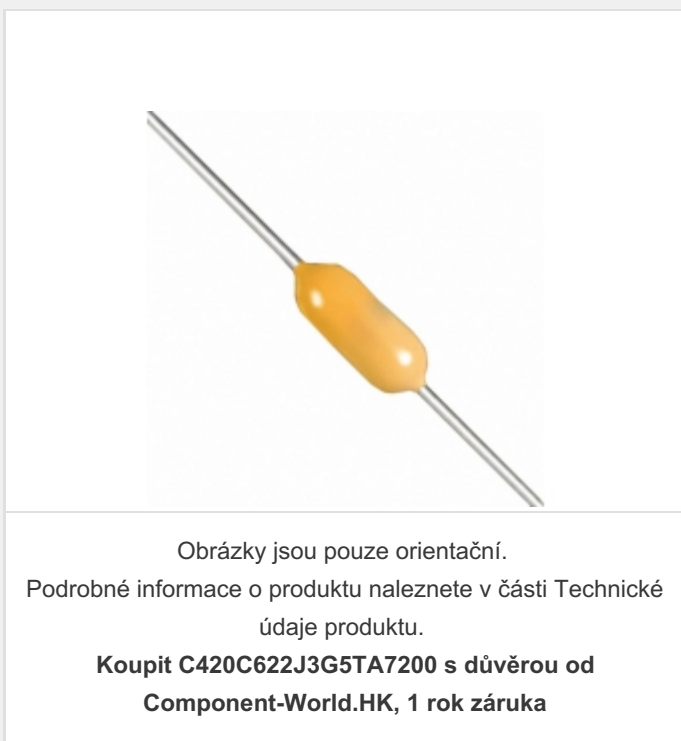 Obrázky jsou pouze orientační.
Podrobné informace o produktu naleznete v části Technické
údaje produktu.
Koupit C420C622J3G5TA7200 s důvěrou od
Component-World.HK, 1 rok záruka